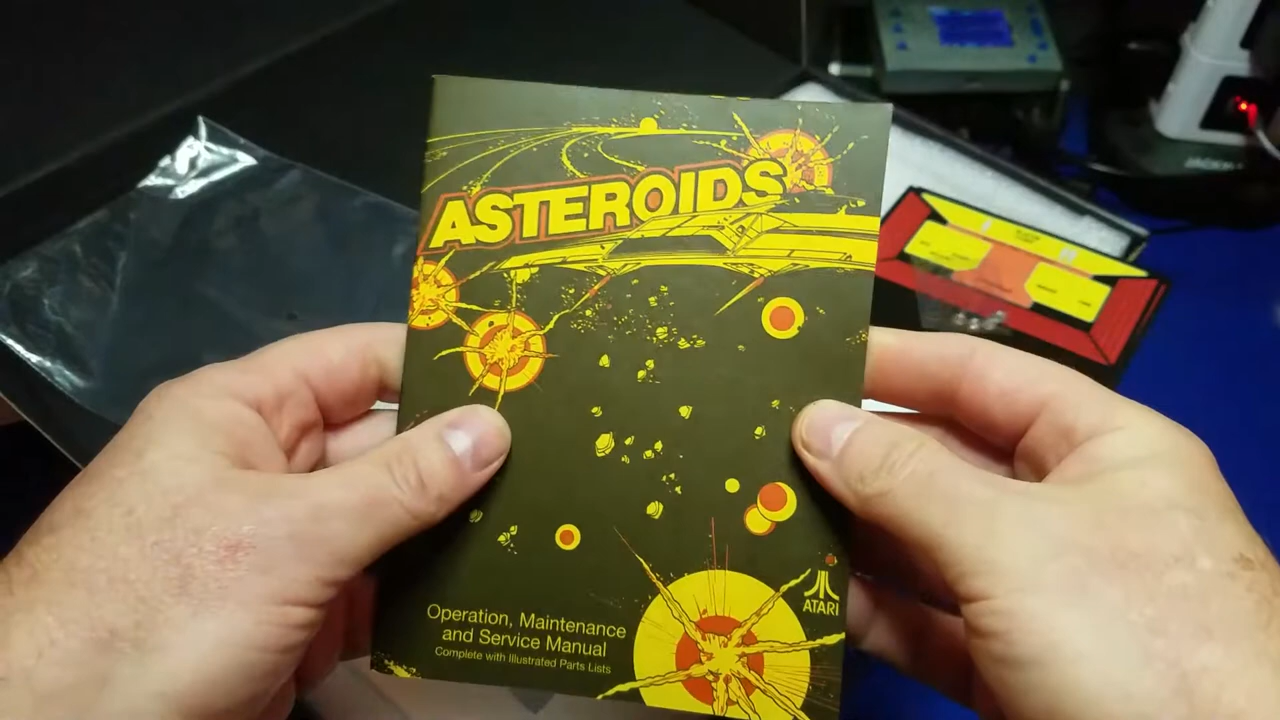 ASTEROIDS
ATARI
Operation, Maintenance
and Service Manual
Complete with Illustrated Parts Lists